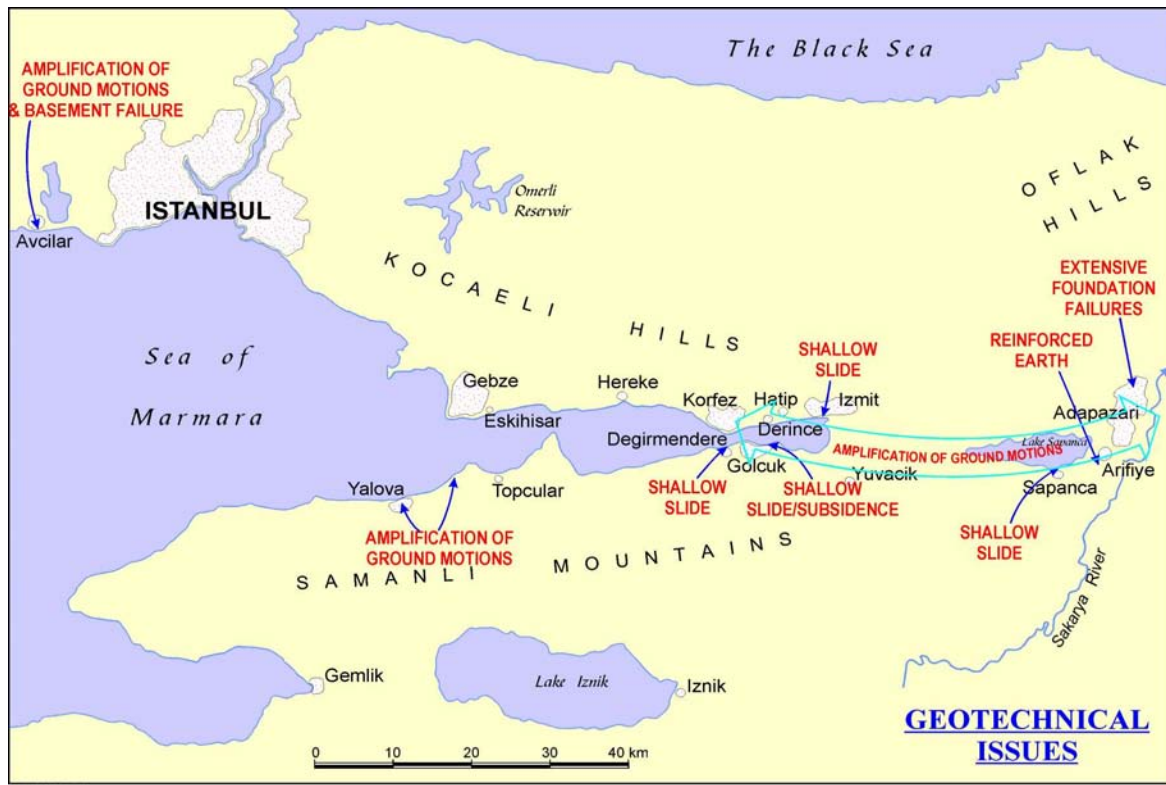 The Black Sea
AMPLIFICATION OF
GROUND MOTIONS
& BASEMENT FAILURE
OFLAK
HILLS
Omerli
Reservoir
ISTANBUL
Avcilar
KOCAELI HILLS
EXTENSIVE
FOUNDATION
FAILURES
REINFORCED
EARTH
SHALLOW
SLIDE
Sea of
Marmara
Gebze
Hereke
Korfez
Hatip
Izmit
Adapazari
Eskihisar
Derince
Degirmendere
Lake Sapanca
AMPLIFICATION OF GROUND MOTIONS
Golcuk
Yuvacik
Arifiye
Sapanca
Yalova
Topcular
SHALLOW
SLIDE
SHALLOW
SLIDE/SUBSIDENCE
SHALLOW
SLIDE
AMPLIFICATION OF
GROUND MOTIONS
SAMANLI MOUNTAINS
Sakarya River
Gemlik
Lake Iznik
Iznik
GEOTECHNICAL
ISSUES
0 10 20 40 km